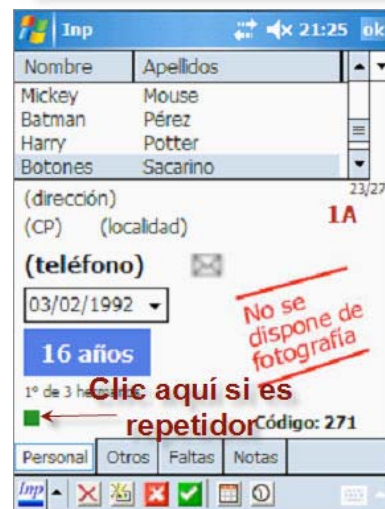 Inp 21:25 ok
Nombre Apellidos
Mickey Mouse
Batman Pérez
Harry Potter
Botones Sacarino
23/27
(dirección)
1A
(CP) (localidad)
(teléfono)
03/02/1992
No se
dispone de
fotografía
16 años
1º de 3 hermanos
Clic aquí si es
repetidor
Código: 271
Personal Otros Faltas Notas
Inp